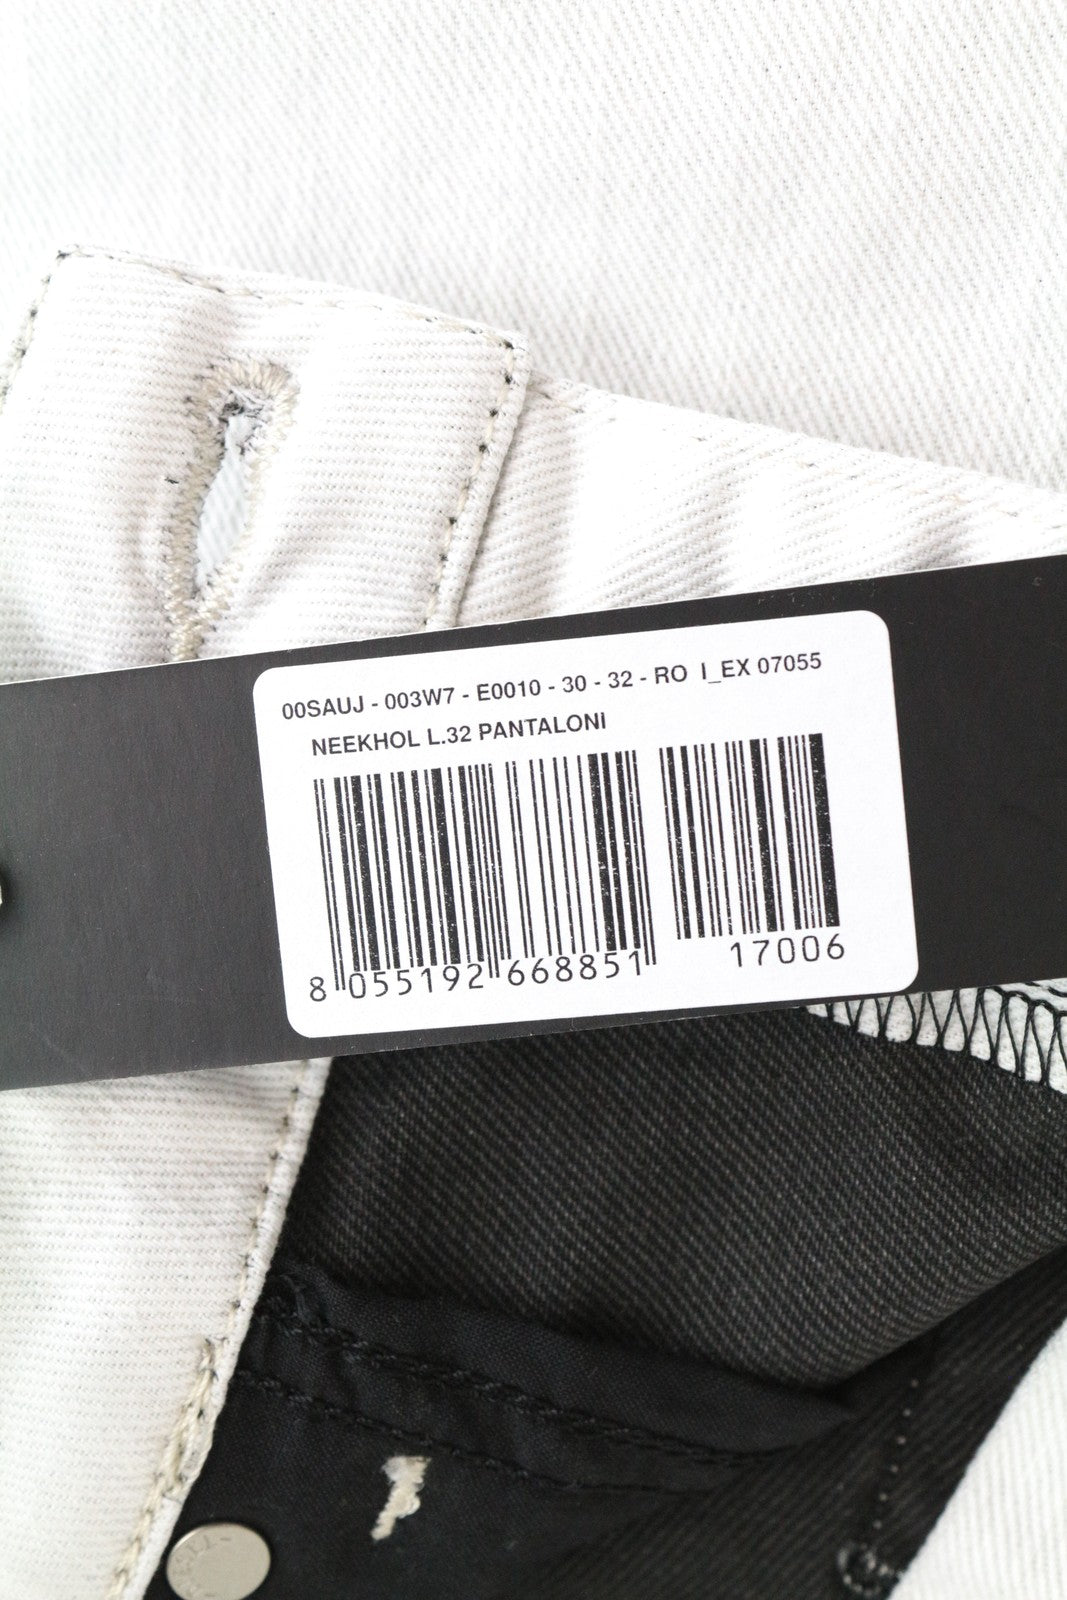 00SAUJ - 003W7 - E0010 - 30 - 32 - RO I_EX 07055
NEEKHOL L.32 PANTALONI
8 055192 668851 17006